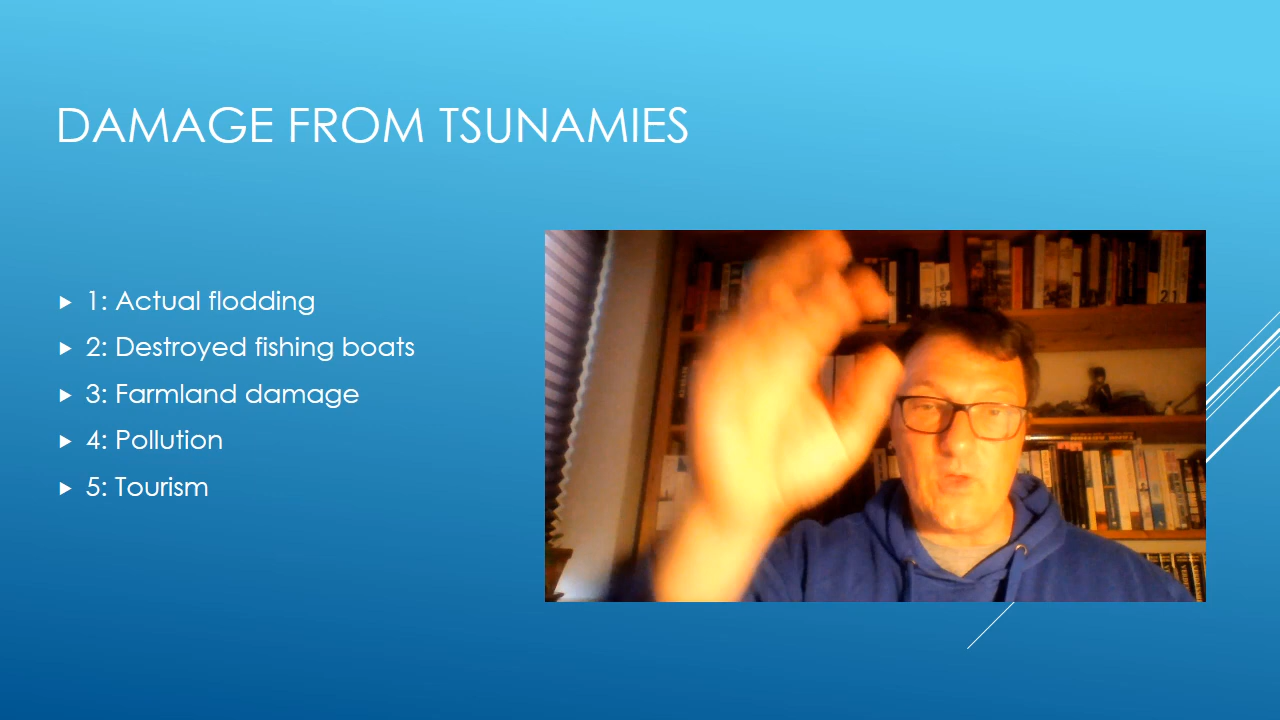 DAMAGE FROM TSUNAMIES
1: Actual flodding
2: Destroyed fishing boats
3: Farmland damage
4: Pollution
5: Tourism